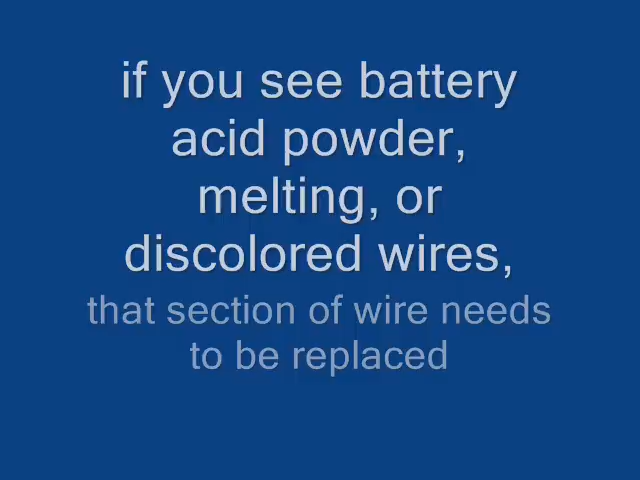 if you see battery
acid powder,
melting, or
discolored wires,
that section of wire needs
to be replaced